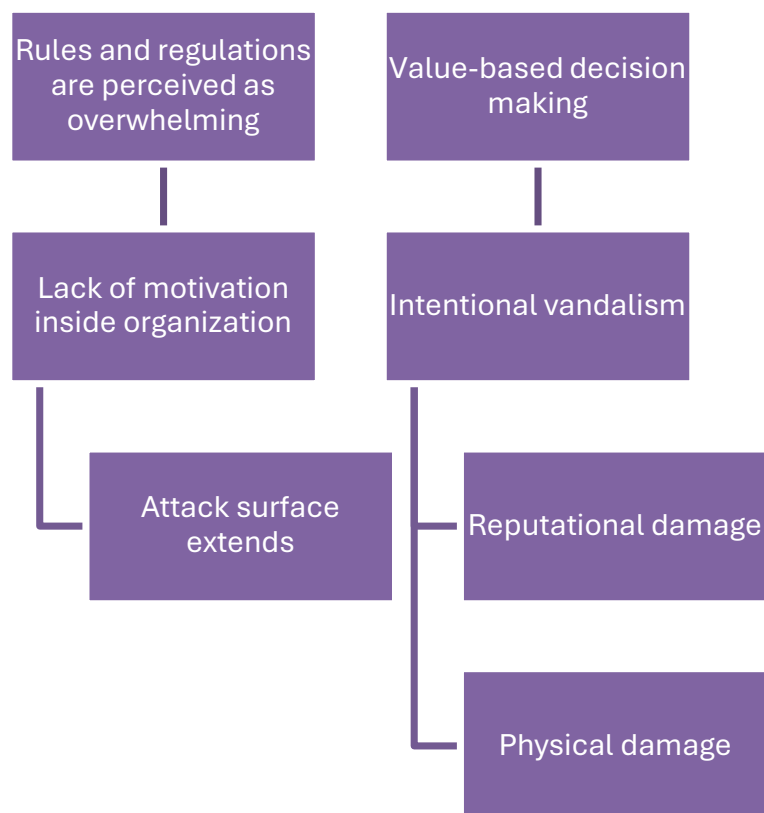 Rules and regulations
are perceived as
overwhelming
Lack of motivation
inside organization
Attack surface
extends
Value-based decision
making
Intentional vandalism
Reputational damage
Physical damage